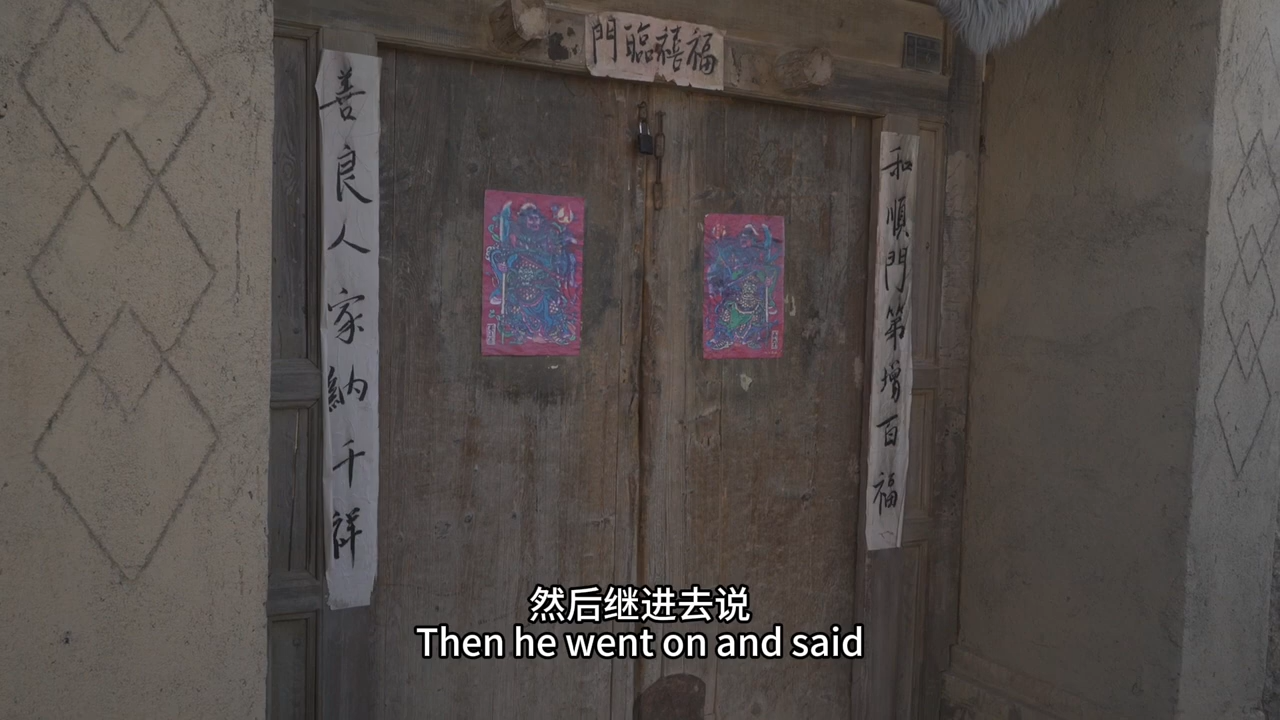 門臨禧福
和順門第增百福
善良人家納千祥
然后继进去说
Then he went on and said